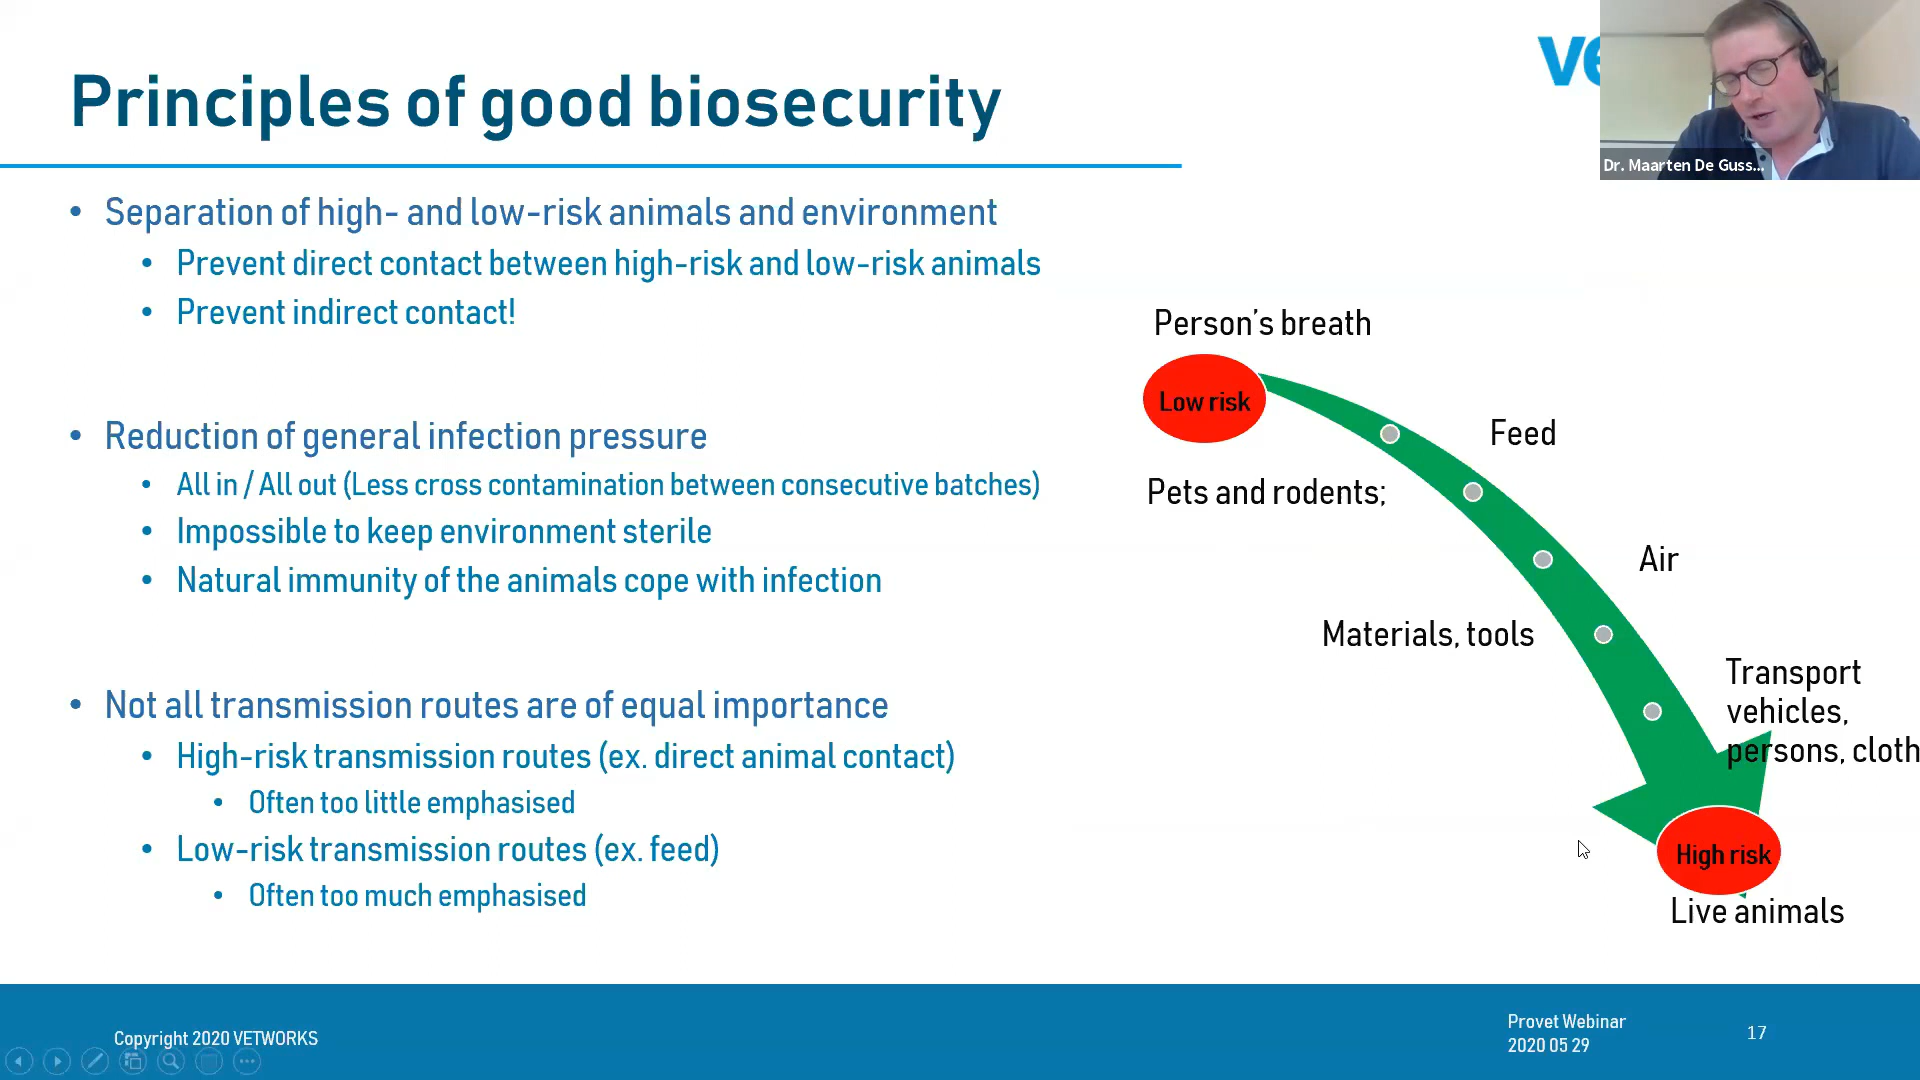 Principles of good biosecurity
Dr. Maarten De Guss...
• Separation of high- and low-risk animals and environment
• Prevent direct contact between high-risk and low-risk animals
• Prevent indirect contact!
• Reduction of general infection pressure
• All in / All out (Less cross contamination between consecutive batches)
• Impossible to keep environment sterile
• Natural immunity of the animals cope with infection
• Not all transmission routes are of equal importance
• High-risk transmission routes (ex. direct animal contact)
• Often too little emphasised
• Low-risk transmission routes (ex. feed)
• Often too much emphasised
Person's breath
Low risk
Feed
Pets and rodents;
Air
Materials, tools
Transport
vehicles,
persons, cloth
High risk
Live animals
Copyright 2020 VETWORKS
Provet Webinar
2020 05 29
17